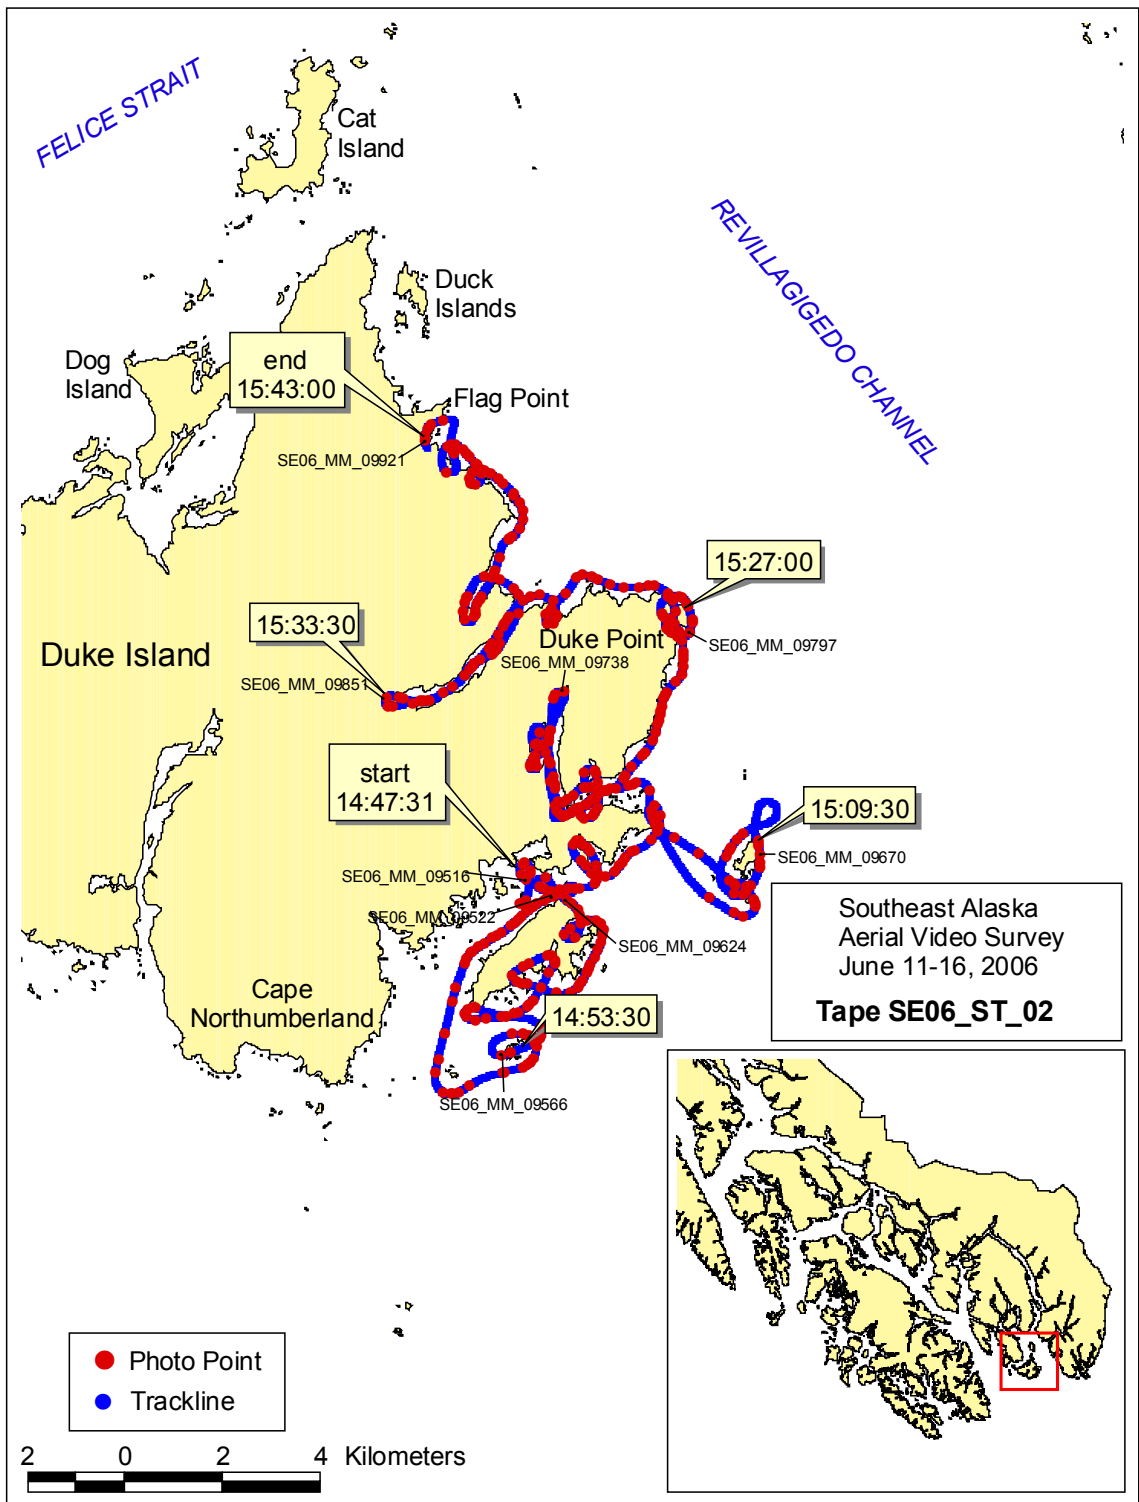 FELICE STRAIT
Cat
Island
REVILLAGIGEDO CHANNEL
Duck
Islands
Dog
Island
end
15:43:00
Flag Point
SE06_MM_09921
15:27:00
15:33:30
Duke Island
Duke Point
SE06_MM_09797
SE06_MM_09738
SE06_MM_09851
start
14:47:31
15:09:30
SE06_MM_09670
SE06_MM_09516
SE06_MM_09522
SE06_MM_09624
Southeast Alaska
Aerial Video Survey
June 11-16, 2006
Tape SE06_ST_02
Cape
Northumberland
14:53:30
SE06_MM_09566
Photo Point
Trackline
2 0 2 4 Kilometers